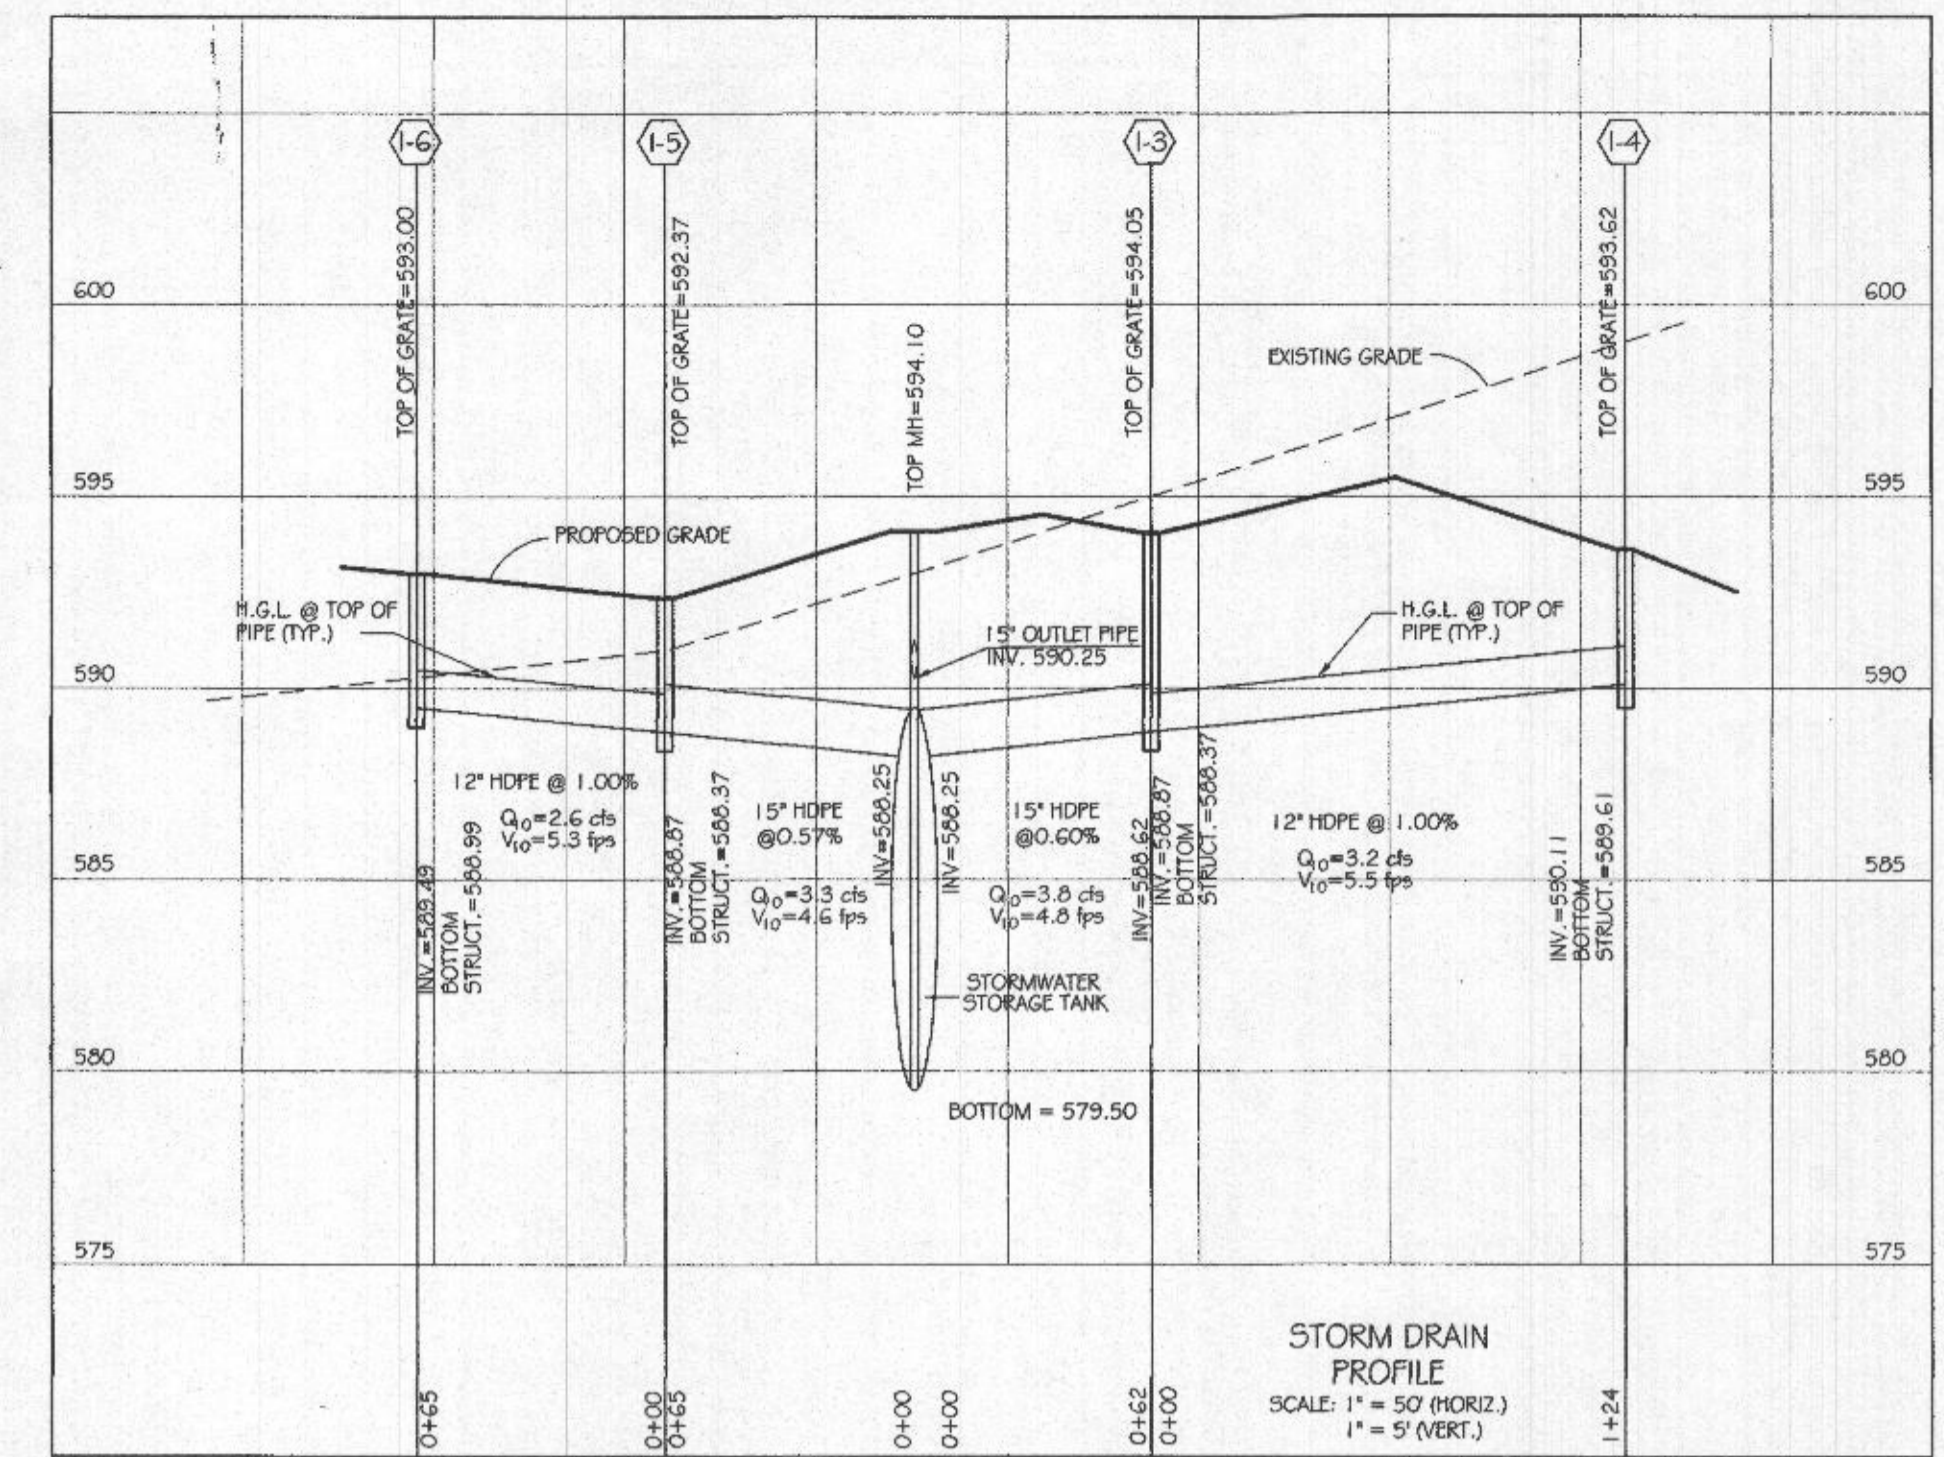 I-6
I-5
I-3
I-4
TOP OF GRATE=593.00
TOP OF GRATE=592.37
TOP MH=594.10
TOP OF GRATE=594.05
TOP OF GRATE=593.62
600
600
EXISTING GRADE
595
595
PROPOSED GRADE
H.G.L. @ TOP OF
PIPE (TYP.)
15" OUTLET PIPE
INV. 590.25
H.G.L. @ TOP OF
PIPE (TYP.)
590
590
12" HDPE @ 1.00%
Q10=2.6 cfs
V10=5.3 fps
15" HDPE
@0.57%
Q10=3.3 cfs
V10=4.6 fps
15" HDPE
@0.60%
Q10=3.8 cfs
V10=4.8 fps
12" HDPE @ 1.00%
Q10=3.2 cfs
V10=5.5 fps
INV.=589.49
BOTTOM
STRUCT.=588.99
INV.=588.87
BOTTOM
STRUCT.=588.37
INV=588.25
INV=588.25
INV=588.62
INV.=588.87
BOTTOM
STRUCT.=588.37
INV.=590.11
BOTTOM
STRUCT.=589.61
585
585
STORMWATER
STORAGE TANK
580
580
BOTTOM = 579.50
575
575
STORM DRAIN
PROFILE
SCALE: 1" = 50' (HORIZ.)
1" = 5' (VERT.)
0+65
0+00
0+65
0+00
0+00
0+62
0+00
1+24